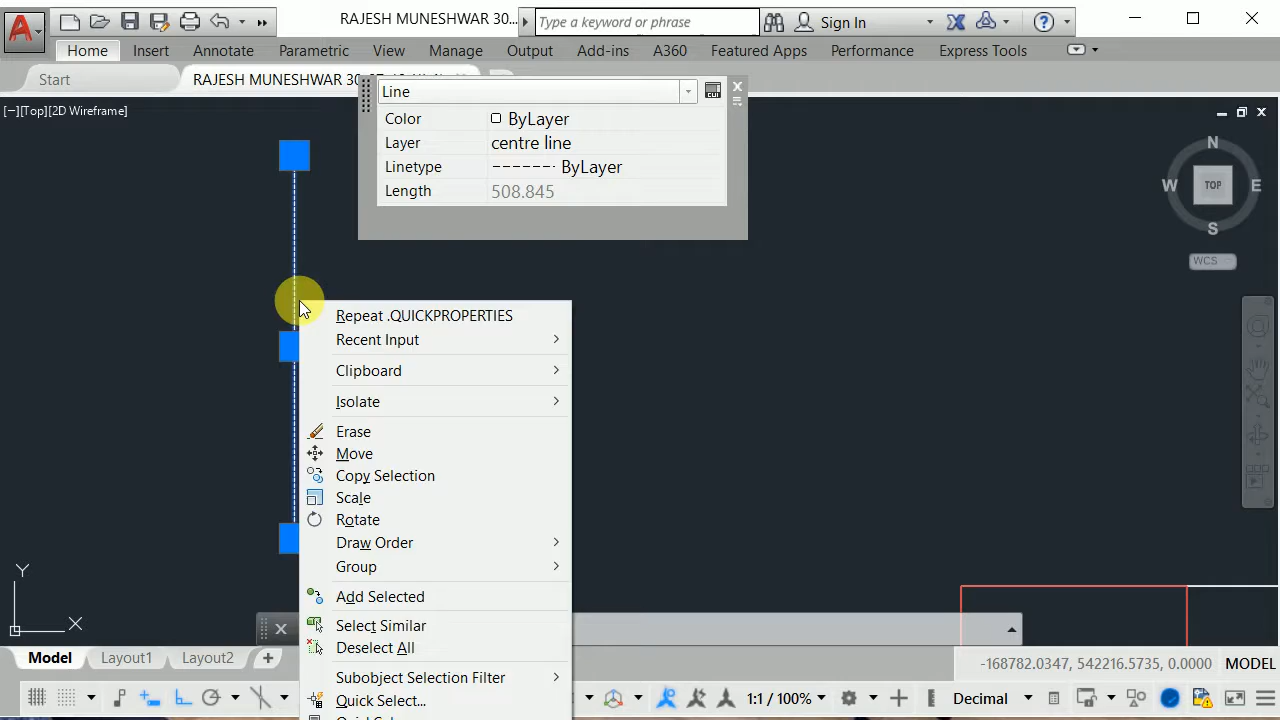 RAJESH MUNESHWAR 30...
Type a keyword or phrase
Sign In
Home Insert Annotate Parametric View Manage Output Add-ins A360 Featured Apps Performance Express Tools
Start
RAJESH MUNESHWAR 30
[−][Top][2D Wireframe]
Line
CUI
Color ByLayer
Layer centre line
Linetype ByLayer
Length 508.845
N
W TOP E
S
WCS
Repeat .QUICKPROPERTIES
Recent Input
Clipboard
Isolate
Erase
Move
Copy Selection
Scale
Rotate
Draw Order
Group
Add Selected
Select Similar
Deselect All
Subobject Selection Filter
Quick Select...
Y
X
Model Layout1 Layout2
-168782.0347, 542216.5735, 0.0000 MODEL
1:1 / 100% Decimal